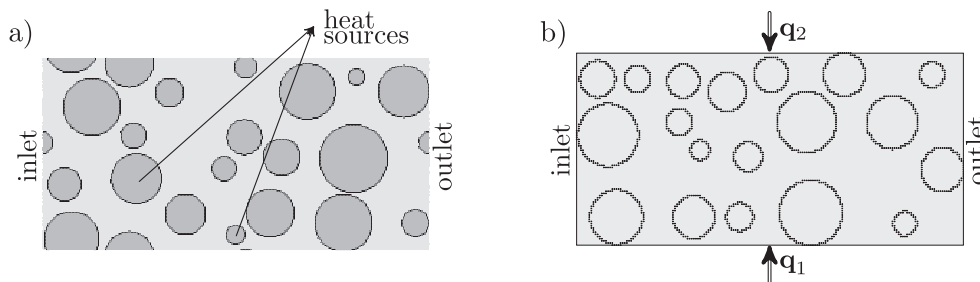 a)
heat
sources
inlet
outlet
b)
q₂
inlet
outlet
q₁